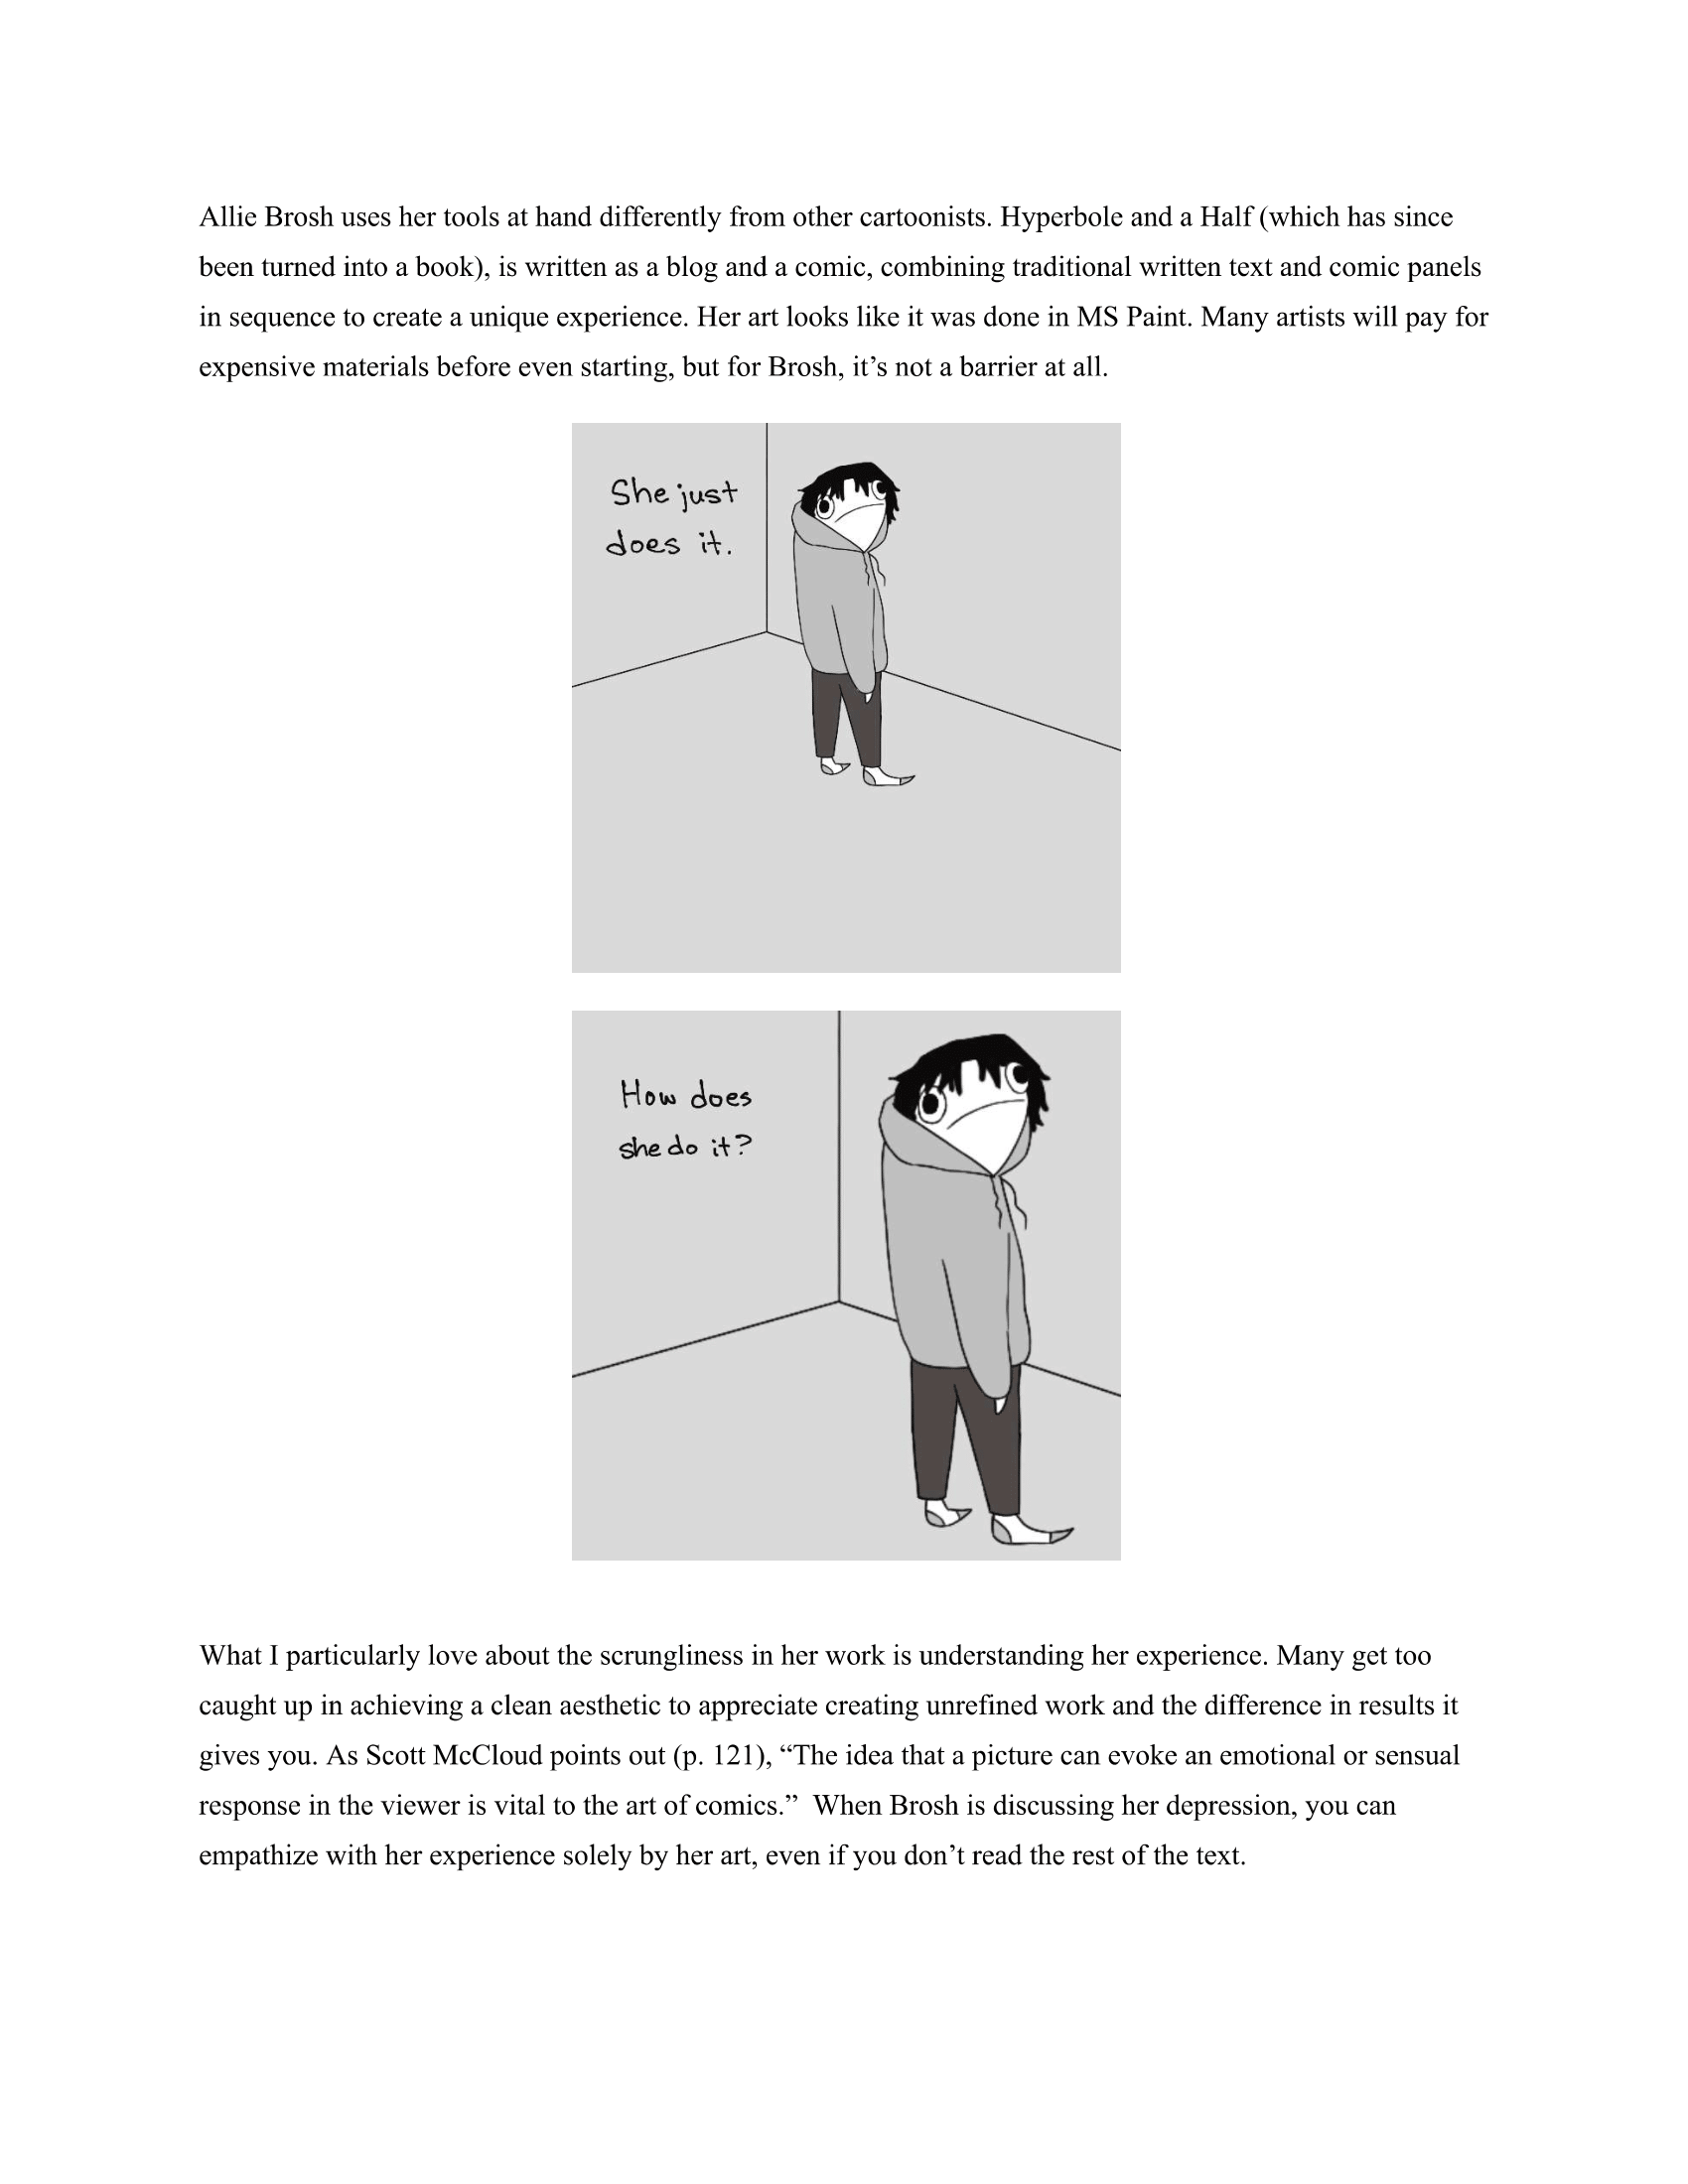 Allie Brosh uses her tools at hand differently from other cartoonists. Hyperbole and a Half (which has since
been turned into a book), is written as a blog and a comic, combining traditional written text and comic panels
in sequence to create a unique experience. Her art looks like it was done in MS Paint. Many artists will pay for
expensive materials before even starting, but for Brosh, it’s not a barrier at all.
She just
does it.
How does
she do it?
What I particularly love about the scrungliness in her work is understanding her experience. Many get too
caught up in achieving a clean aesthetic to appreciate creating unrefined work and the difference in results it
gives you. As Scott McCloud points out (p. 121), “The idea that a picture can evoke an emotional or sensual
response in the viewer is vital to the art of comics.”  When Brosh is discussing her depression, you can
empathize with her experience solely by her art, even if you don’t read the rest of the text.